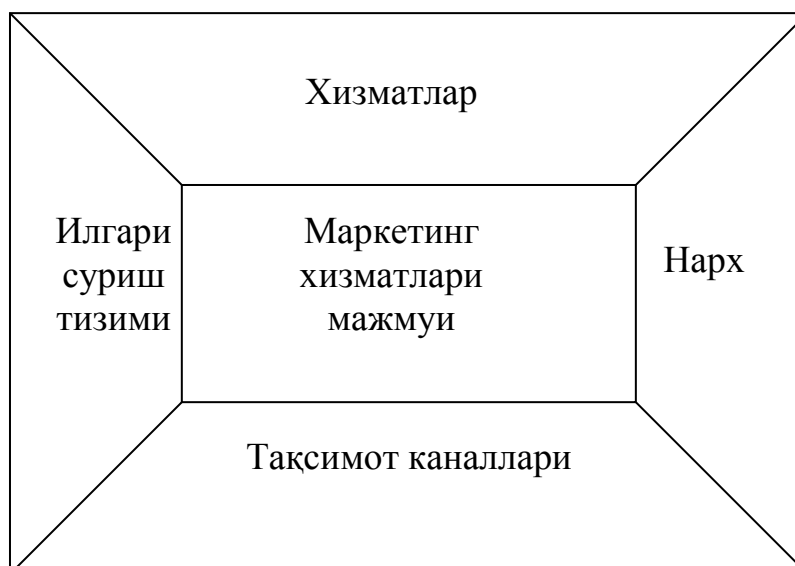 Хизматлар
Илгари
суриш
тизими
Маркетинг
хизматлари
мажмуи
Нарх
Тақсимот каналлари